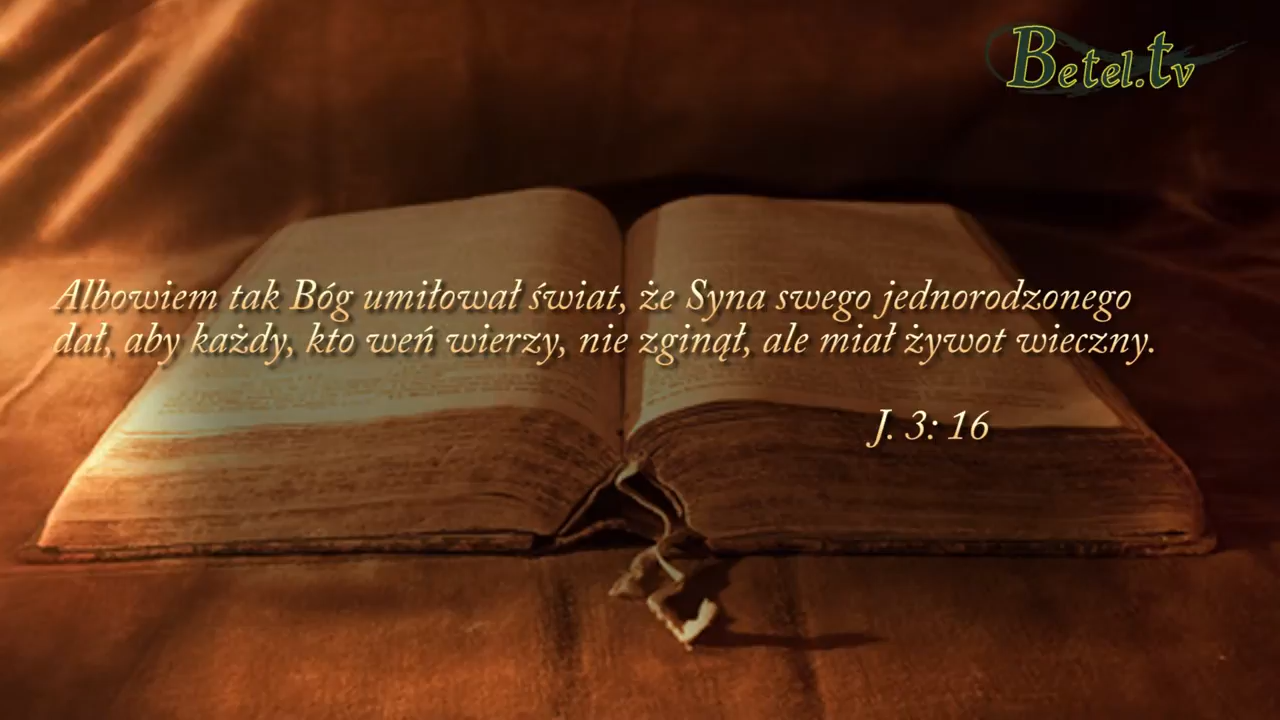 Betel.tv
Albowiem tak Bóg umiłował świat, że Syna swego jednorodzonego
dał, aby każdy, kto weń wierzy, nie zginął, ale miał żywot wieczny.
J. 3: 16